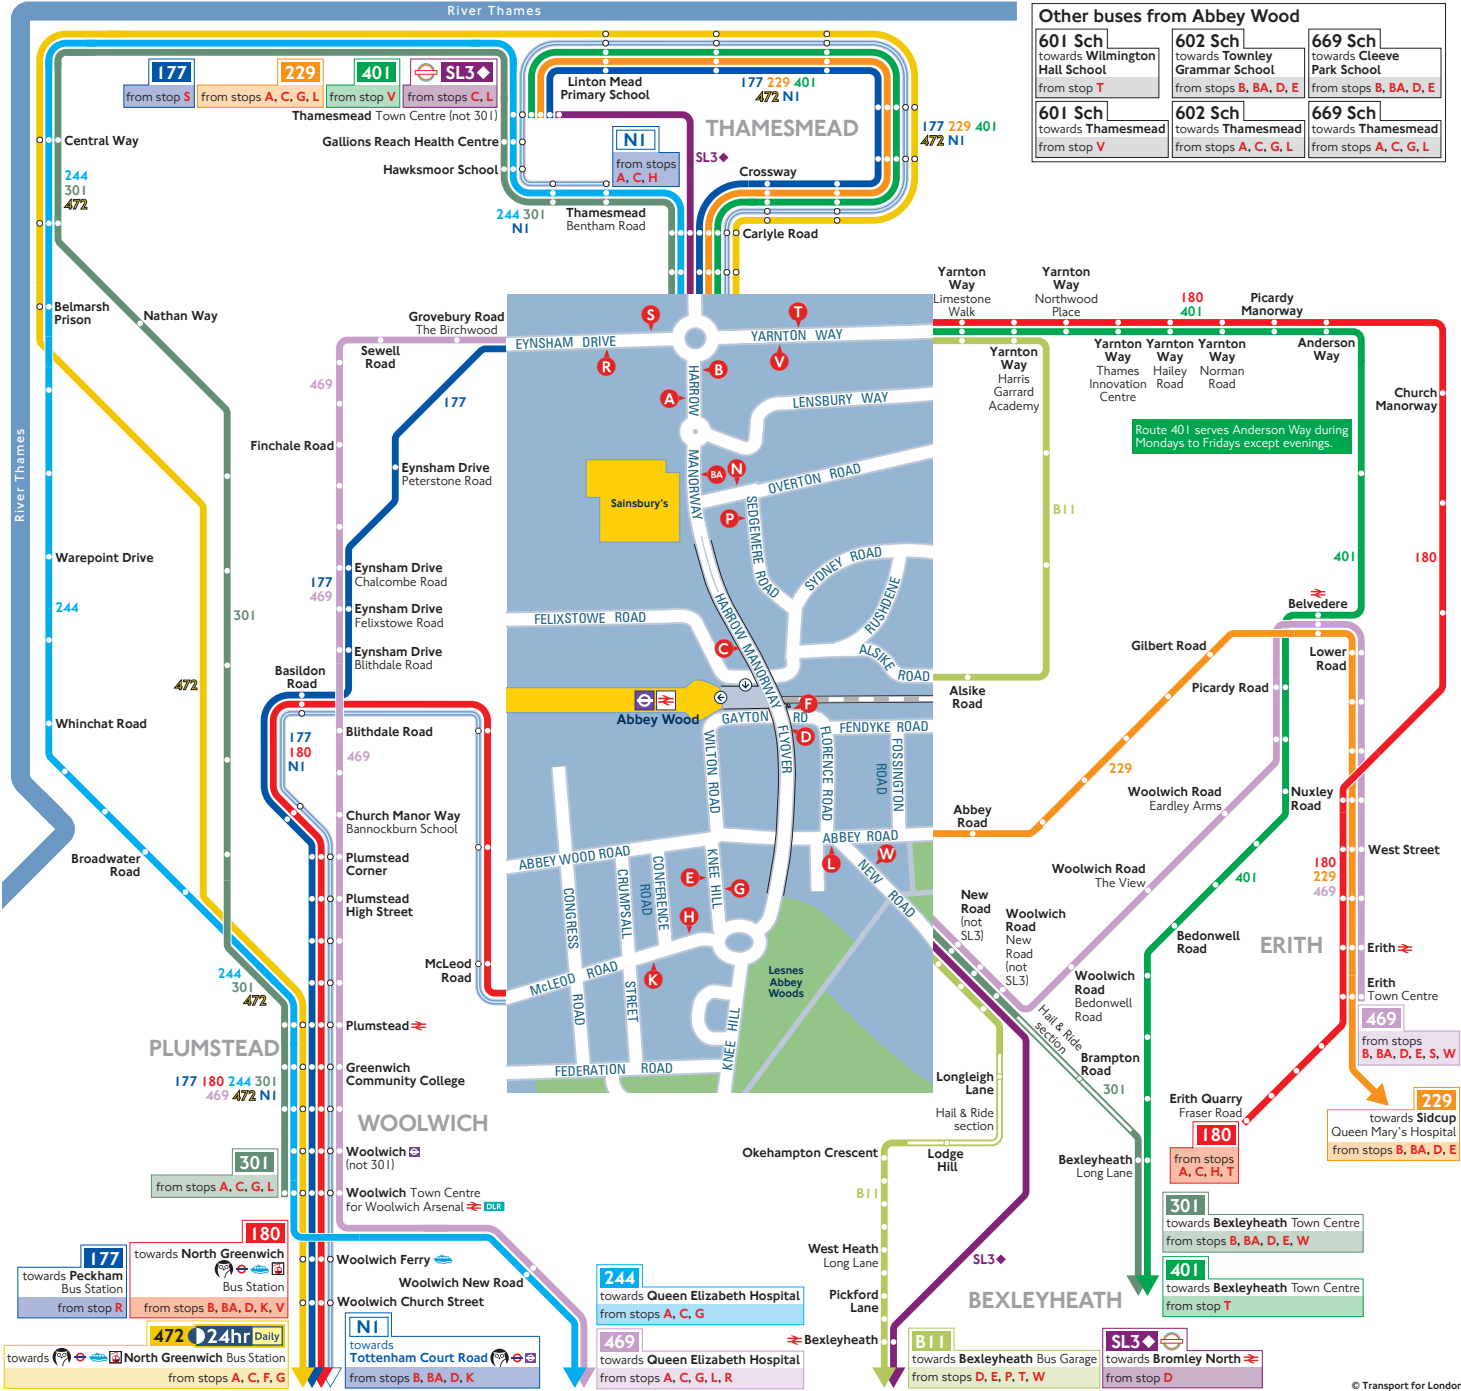 River Thames
Other buses from Abbey Wood
601 Sch
towards Wilmington
Hall School
from stop T
602 Sch
towards Townley
Grammar School
from stops B, BA, D, E
669 Sch
towards Cleeve
Park School
from stops B, BA, D, E
601 Sch
towards Thamesmead
from stop V
602 Sch
towards Thamesmead
from stops A, C, G, L
669 Sch
towards Thamesmead
from stops A, C, G, L
177
from stop S
229
from stops A, C, G, L
401
from stop V
SL3◆
from stops C, L
Thamesmead Town Centre (not 301)
Gallions Reach Health Centre
Hawksmoor School
Linton Mead
Primary School
177 229 401
472 N1
THAMESMEAD
177 229 401
472 N1
N1
from stops
A, C, H
SL3◆
Crossway
Carlyle Road
244 301
N1
Thamesmead
Bentham Road
Central Way
244
301
472
Belmarsh
Prison
Nathan Way
Grovebury Road
The Birchwood
Sewell
Road
469
177
Finchale Road
Eynsham Drive
Peterstone Road
River Thames
Warepoint Drive
244
301
177
469
Eynsham Drive
Chalcombe Road
Eynsham Drive
Felixstowe Road
Eynsham Drive
Blithdale Road
472
Basildon
Road
Whinchat Road
177
180
N1
Blithdale Road
469
Church Manor Way
Bannockburn School
Broadwater
Road
Plumstead
Corner
Plumstead
High Street
McLeod
Road
244
301
472
Plumstead
PLUMSTEAD
177 180 244 301
469 472 N1
Greenwich
Community College
WOOLWICH
Woolwich
(not 301)
301
from stops A, C, G, L
Woolwich Town Centre
for Woolwich Arsenal DLR
Woolwich Ferry
Woolwich New Road
Woolwich Church Street
177
towards Peckham
Bus Station
from stop R
180
towards North Greenwich
Bus Station
from stops B, BA, D, K, V
472 24hr Daily
towards North Greenwich Bus Station
from stops A, C, F, G
N1
towards
Tottenham Court Road
from stops B, BA, D, K
244
towards Queen Elizabeth Hospital
from stops A, C, G
469
towards Queen Elizabeth Hospital
from stops A, C, G, L, R
S
T
EYNSHAM DRIVE
YARNTON WAY
R
V
B
A
HARROW
MANORWAY
LENSBURY WAY
BA
N
OVERTON ROAD
Sainsbury's
P
SEDGEMERE ROAD
SYDNEY ROAD
RUSHDENE
ALSIKE ROAD
FELIXSTOWE ROAD
C
HARROW MANORWAY FLYOVER
Abbey Wood
F
GAYTON RD
D
FENDYKE ROAD
WILTON ROAD
FLORENCE ROAD
FOSSINGTON
ROAD
ABBEY WOOD ROAD
ABBEY ROAD
L
W
E
G
H
K
KNEE HILL
NEW ROAD
CONGRESS ROAD
CRUMPSALL STREET
CONFERENCE
ROAD
McLEOD ROAD
Lesnes
Abbey
Woods
KNEE HILL
FEDERATION ROAD
Yarnton
Way
Limestone
Walk
Yarnton
Way
Northwood
Place
180
401
Picardy
Manorway
Yarnton
Way
Harris
Garrard
Academy
Yarnton
Way
Thames
Innovation
Centre
Yarnton
Way
Hailey
Road
Yarnton
Way
Norman
Road
Anderson
Way
Church
Manorway
Route 401 serves Anderson Way during
Mondays to Fridays except evenings.
B11
401
180
Belvedere
Gilbert Road
Lower
Road
Alsike
Road
Picardy Road
229
Woolwich Road
Eardley Arms
Nuxley
Road
Abbey
Road
Woolwich Road
The View
401
West Street
180
229
469
New
Road
(not
SL3)
Woolwich
Road
New
Road
(not
SL3)
Bedonwell
Road
ERITH
Erith
Woolwich
Road
Bedonwell
Road
Erith
Town Centre
469
from stops
B, BA, D, E, S, W
Hail & Ride
section
Brampton
Road
301
Longleigh
Lane
Hail & Ride
section
Erith Quarry
Fraser Road
180
from stops
A, C, H, T
229
towards Sidcup
Queen Mary's Hospital
from stops B, BA, D, E
Okehampton Crescent
Lodge
Hill
Bexleyheath
Long Lane
B11
301
towards Bexleyheath Town Centre
from stops B, BA, D, E, W
West Heath
Long Lane
SL3◆
401
towards Bexleyheath Town Centre
from stop T
Pickford
Lane
BEXLEYHEATH
Bexleyheath
B11
towards Bexleyheath Bus Garage
from stops D, E, P, T, W
SL3◆
towards Bromley North
from stop D
© Transport for London